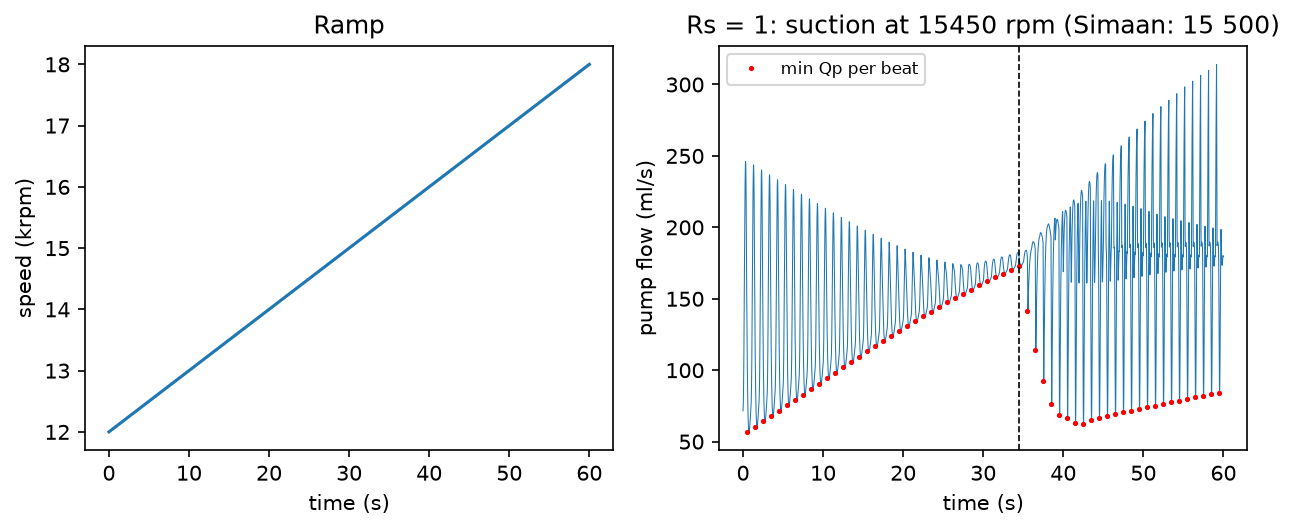 Ramp
speed (krpm)
18
17
16
15
14
13
12
0 10 20 30 40 50 60
time (s)
Rs = 1: suction at 15450 rpm (Simaan: 15 500)
min Qp per beat
pump flow (ml/s)
300
250
200
150
100
50
0 10 20 30 40 50 60
time (s)